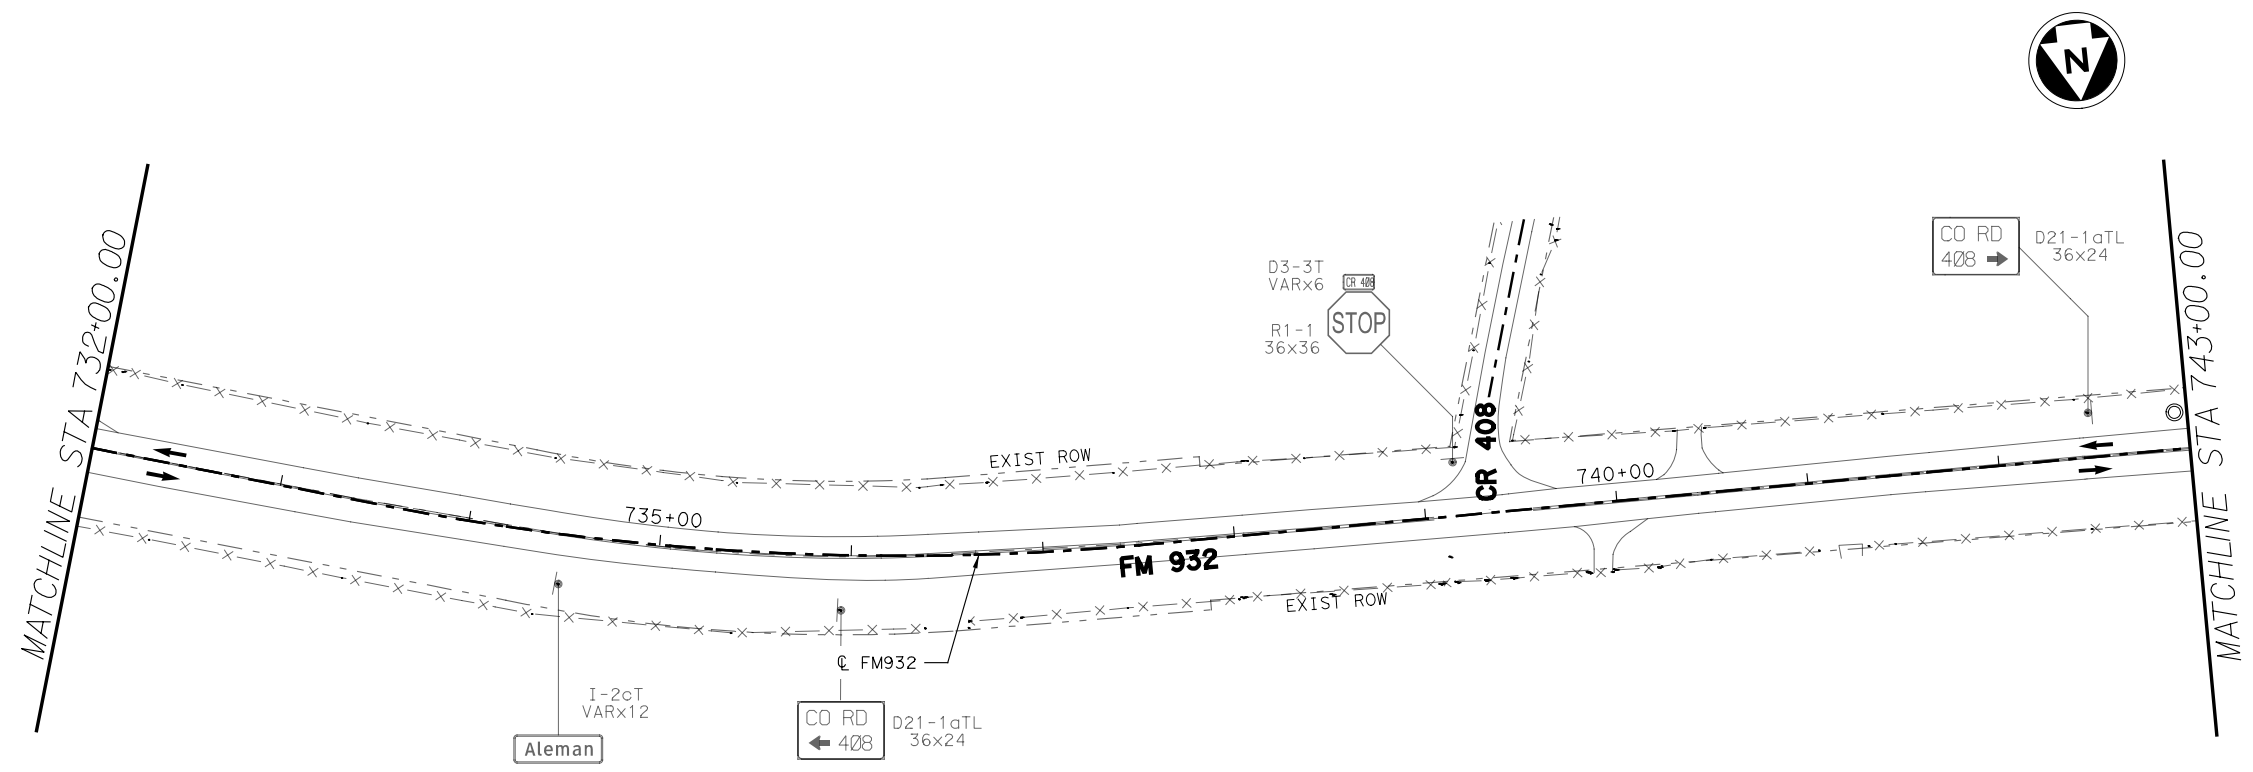 N
MATCHLINE STA 732+00.00
MATCHLINE STA 743+00.00
CO RD
408
D21-1aTL
36x24
D3-3T
VARx6
CR 408
STOP
R1-1
36x36
CR 408
EXIST ROW
740+00
735+00
FM 932
EXIST ROW
℄ FM932
I-2cT
VARx12
Aleman
CO RD
408
D21-1aTL
36x24